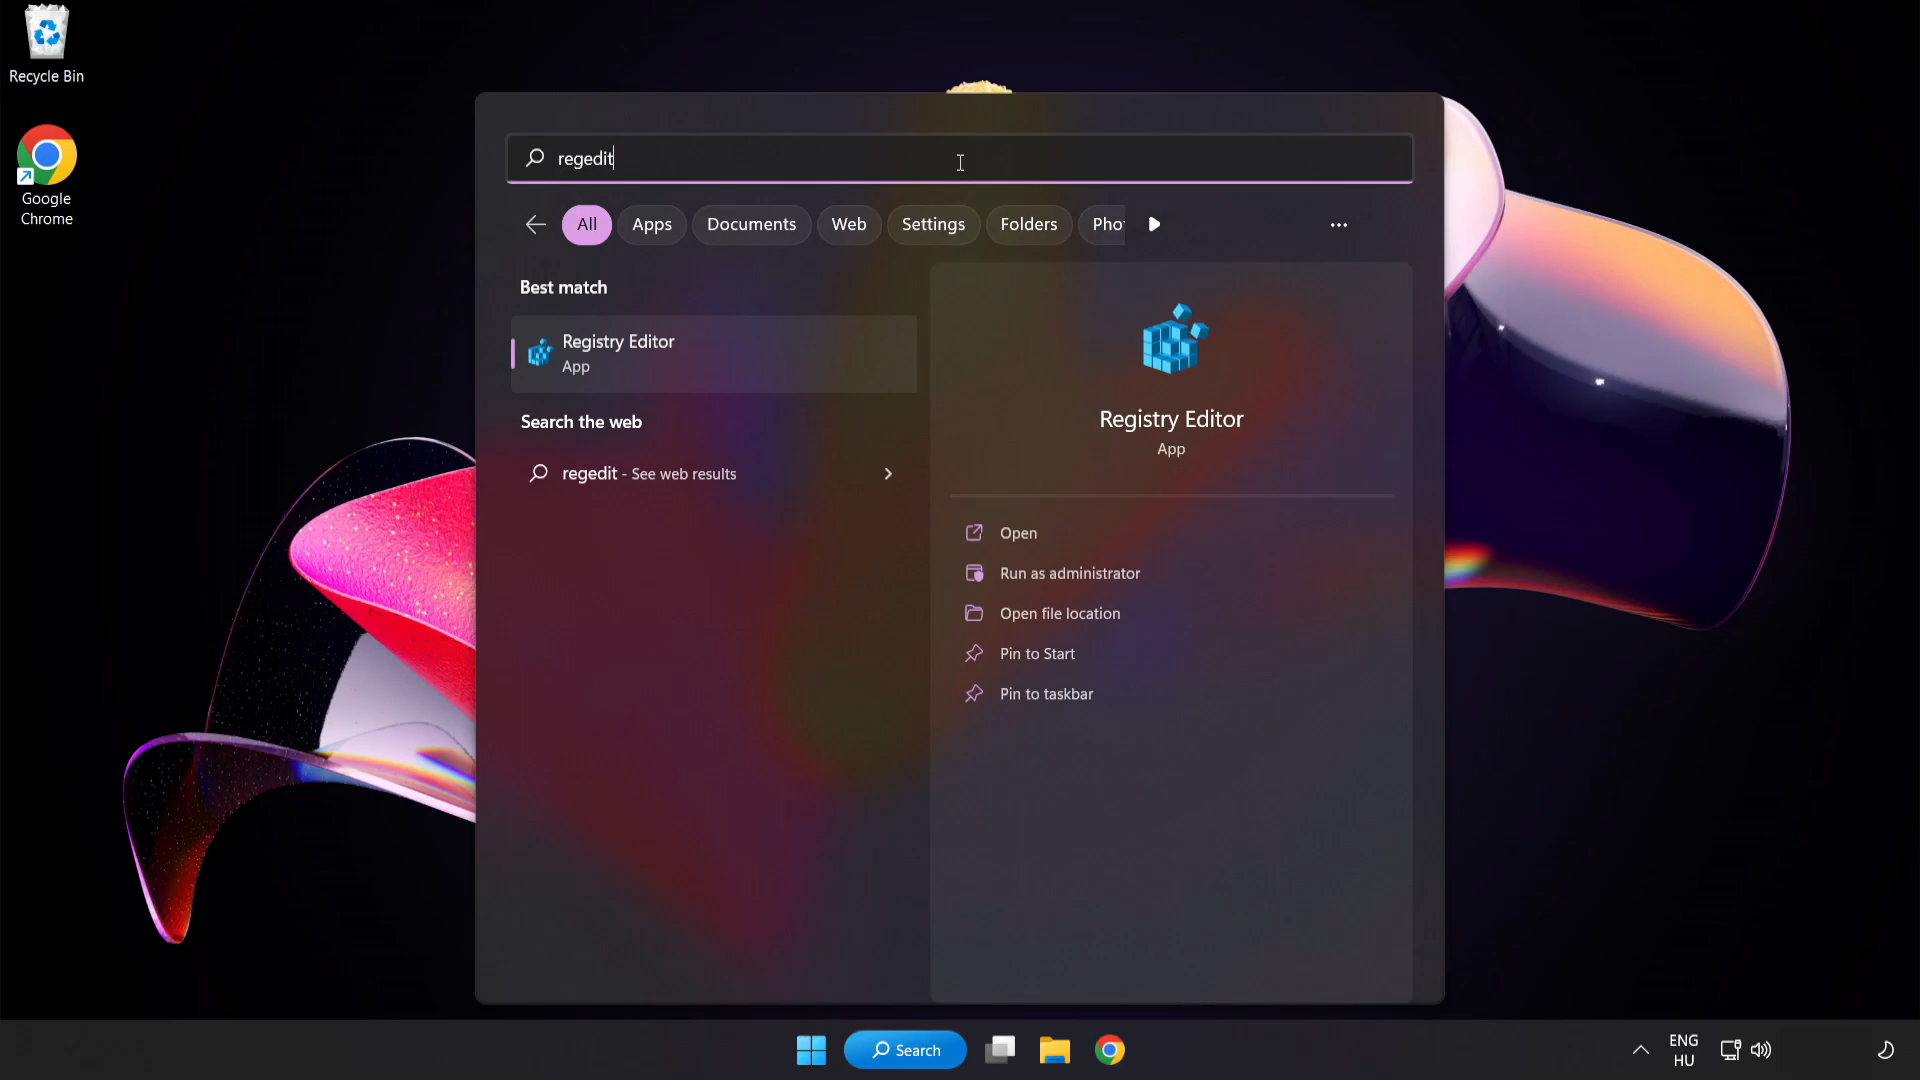 Recycle Bin
Google
Chrome
regedit
All
Apps
Documents
Web
Settings
Folders
Pho
Best match
Registry Editor
App
Search the web
regedit - See web results
Registry Editor
App
Open
Run as administrator
Open file location
Pin to Start
Pin to taskbar
Search
ENG
HU